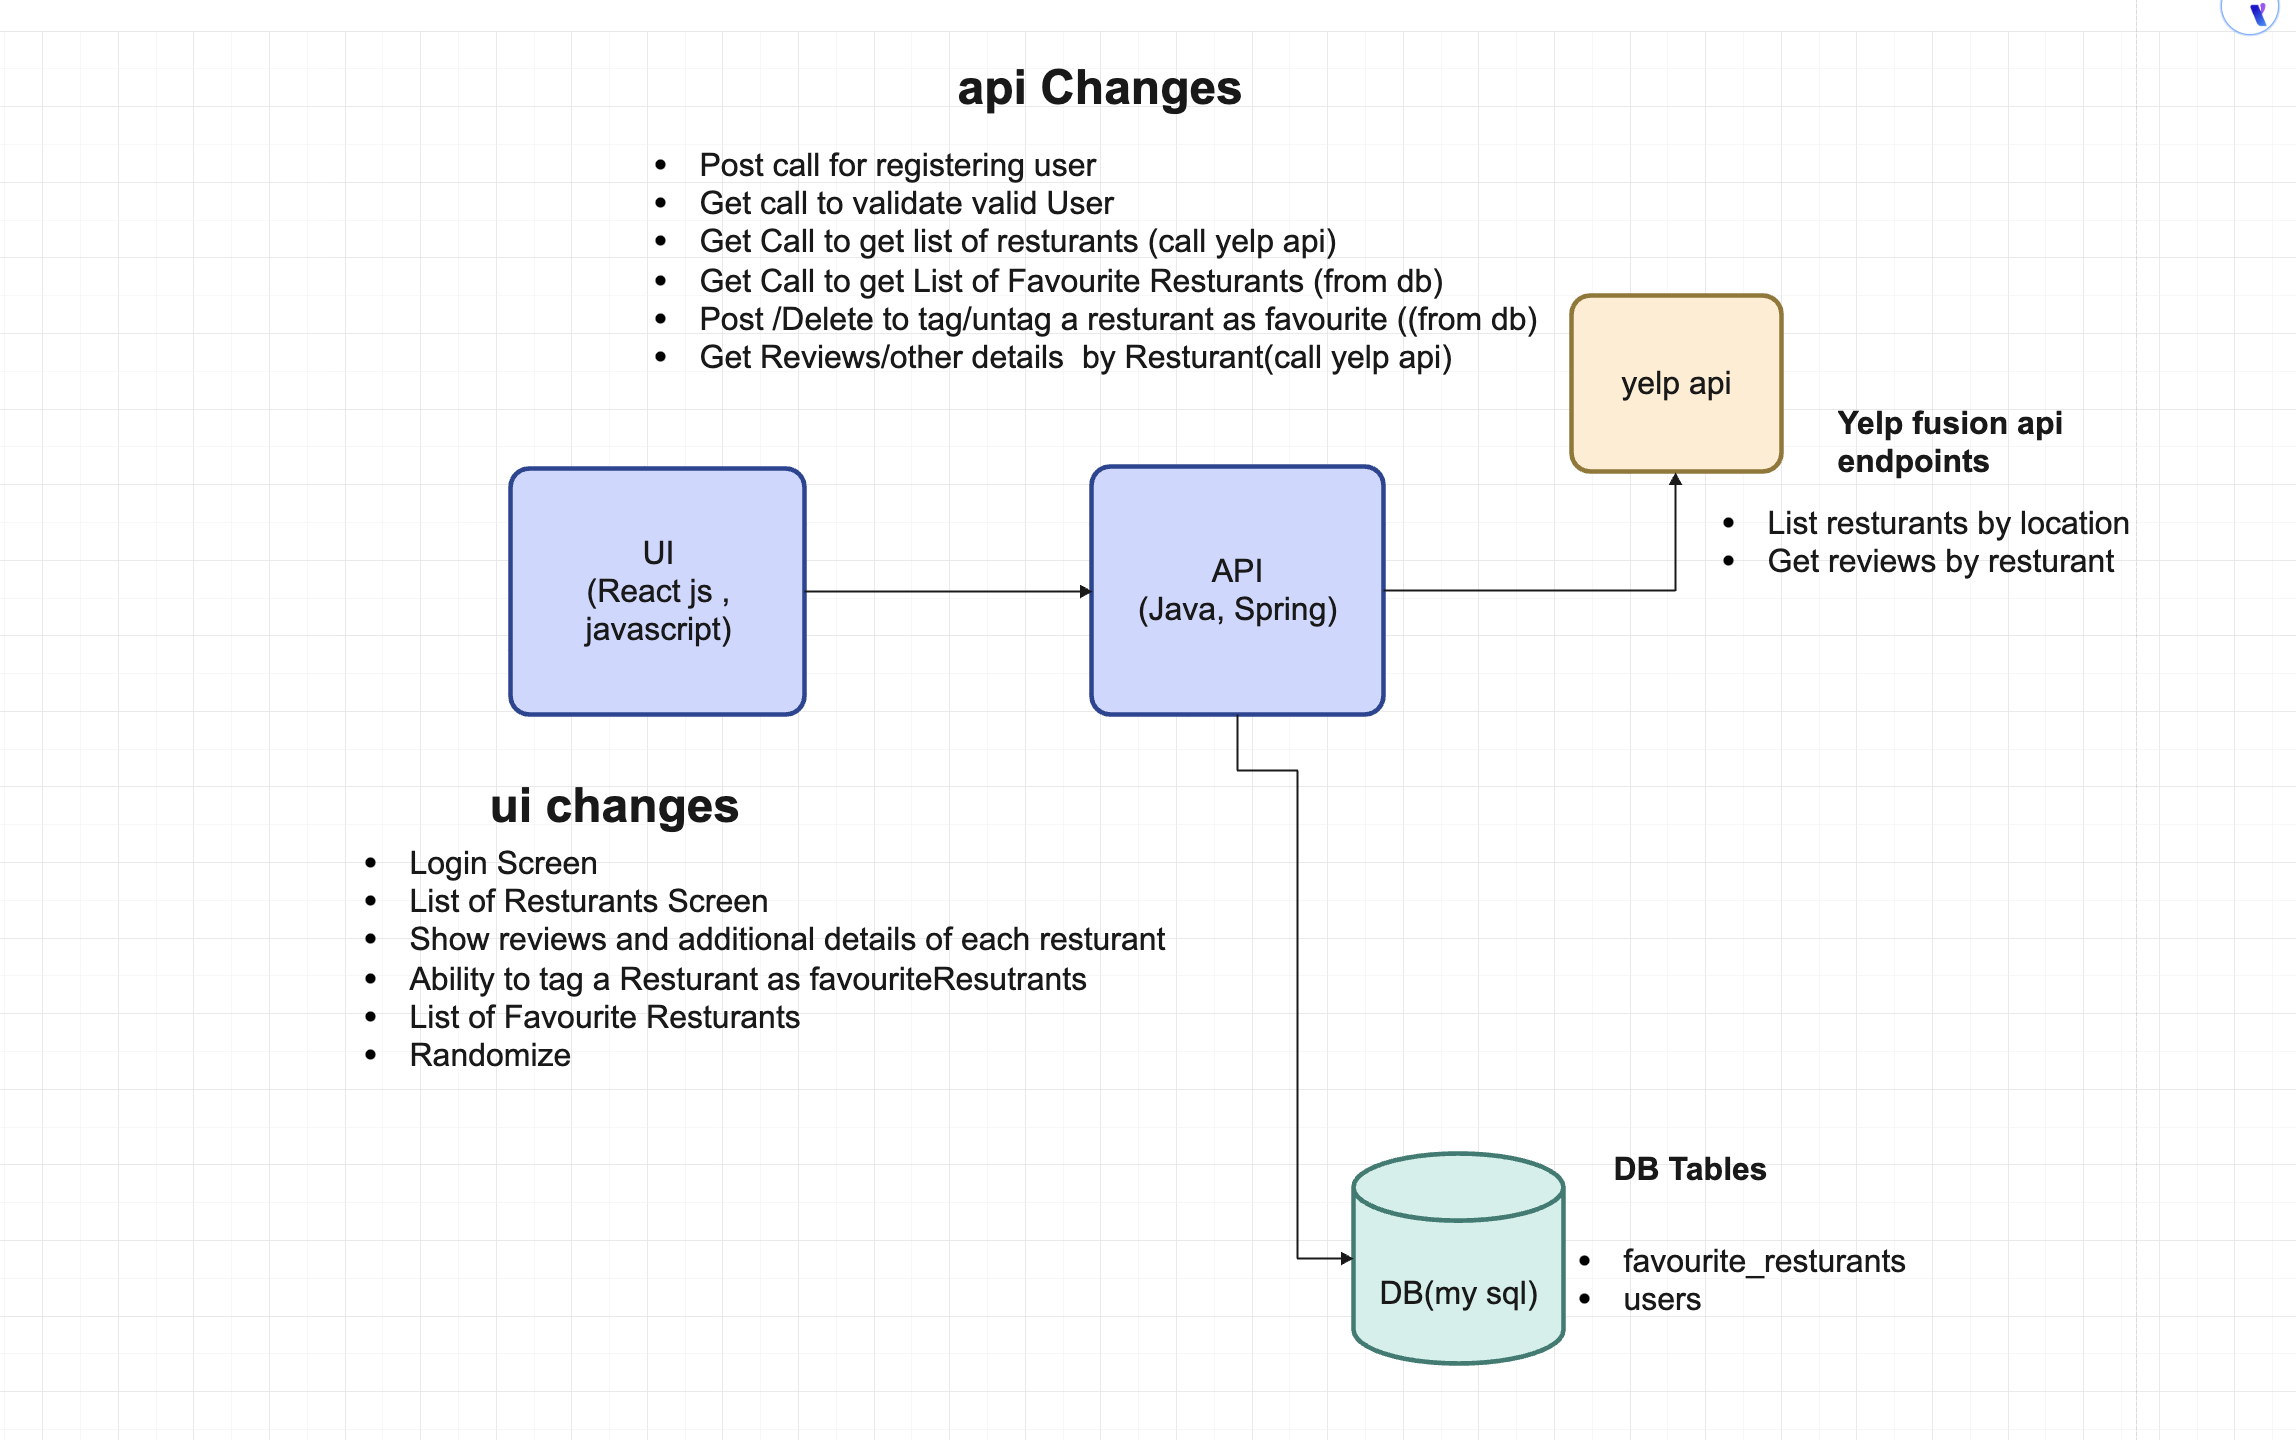 api Changes
• Post call for registering user
• Get call to validate valid User
• Get Call to get list of resturants (call yelp api)
• Get Call to get List of Favourite Resturants (from db)
• Post /Delete to tag/untag a resturant as favourite ((from db)
• Get Reviews/other details  by Resturant(call yelp api)
yelp api
Yelp fusion api
endpoints
• List resturants by location
• Get reviews by resturant
UI
(React js ,
javascript)
API
(Java, Spring)
ui changes
• Login Screen
• List of Resturants Screen
• Show reviews and additional details of each resturant
• Ability to tag a Resturant as favouriteResutrants
• List of Favourite Resturants
• Randomize
DB Tables
DB(my sql)
• favourite_resturants
• users